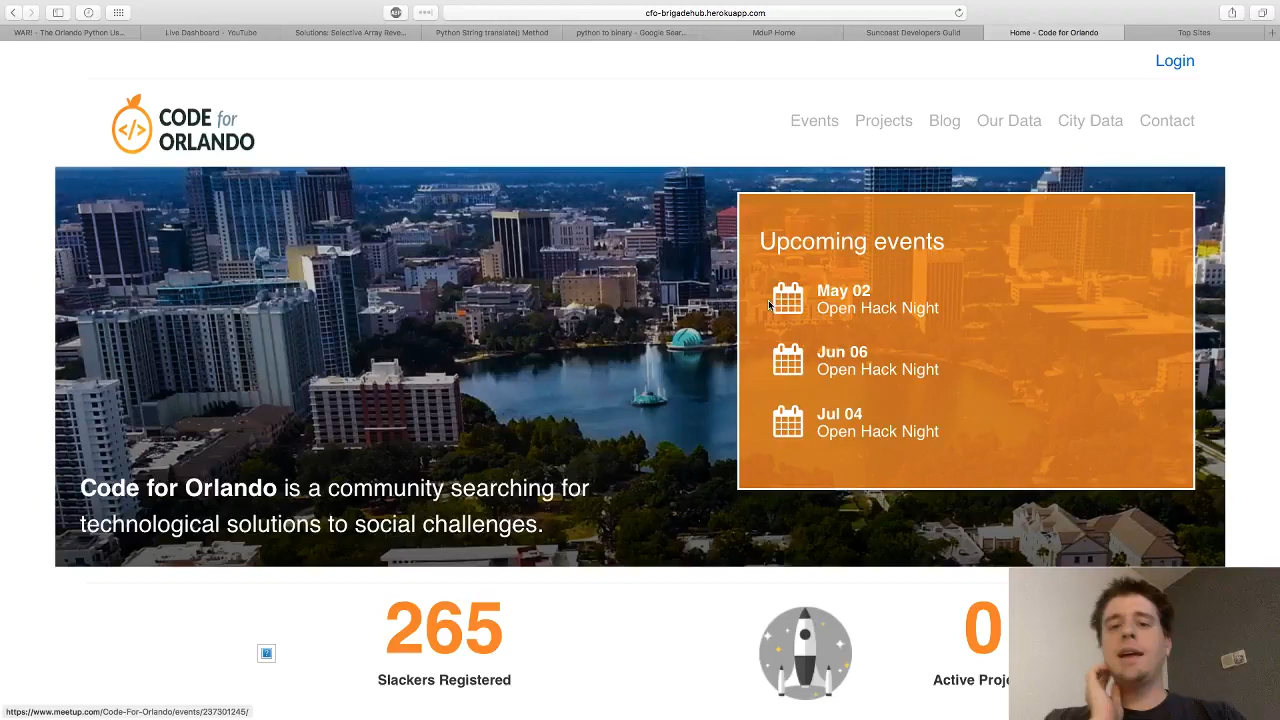 cfo-brigadehub.herokuapp.com
WAR! - The Orlando Python Us...
Live Dashboard - YouTube
Solutions: Selective Array Reve...
Python String translate() Method
python to binary - Google Sear...
MduP Home
Suncoast Developers Guild
Home - Code for Orlando
Top Sites
Login
CODE for
ORLANDO
Events Projects Blog Our Data City Data Contact
Upcoming events
May 02
Open Hack Night
Jun 06
Open Hack Night
Jul 04
Open Hack Night
Code for Orlando is a community searching for
technological solutions to social challenges.
265
Slackers Registered
0
Active Proje
https://www.meetup.com/Code-For-Orlando/events/237301245/